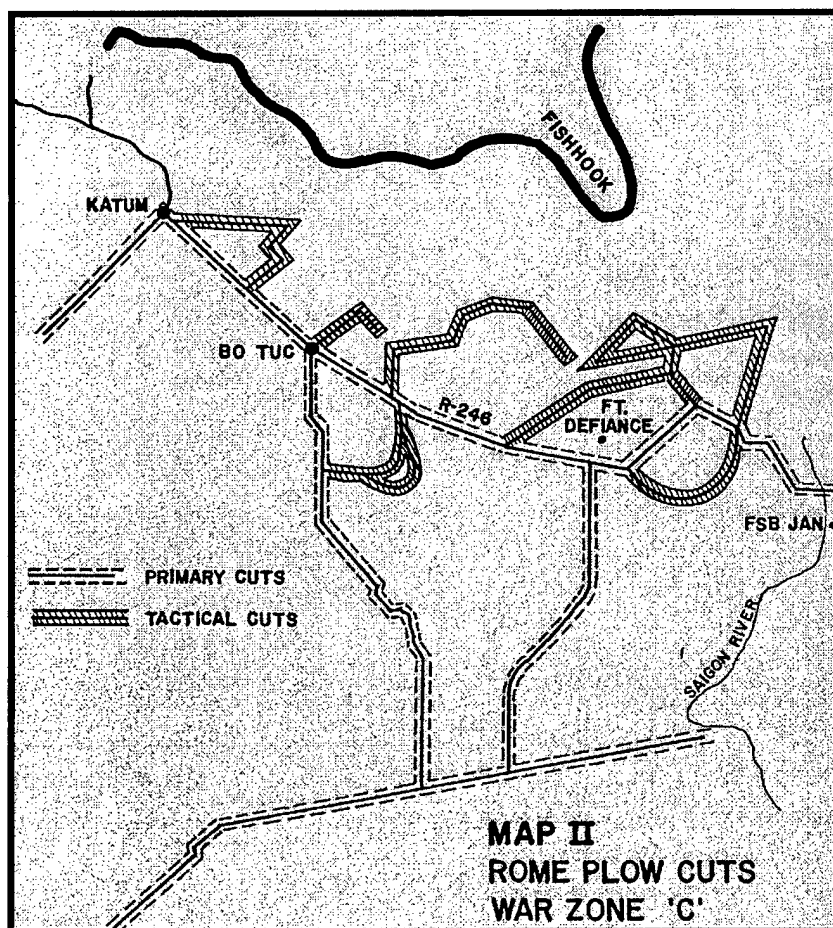 FISHHOOK
KATUM
BO TUC
R-246
FT.
DEFIANCE
FSB JAN
PRIMARY CUTS
TACTICAL CUTS
SAIGON RIVER
MAP II
ROME PLOW CUTS
WAR ZONE 'C'